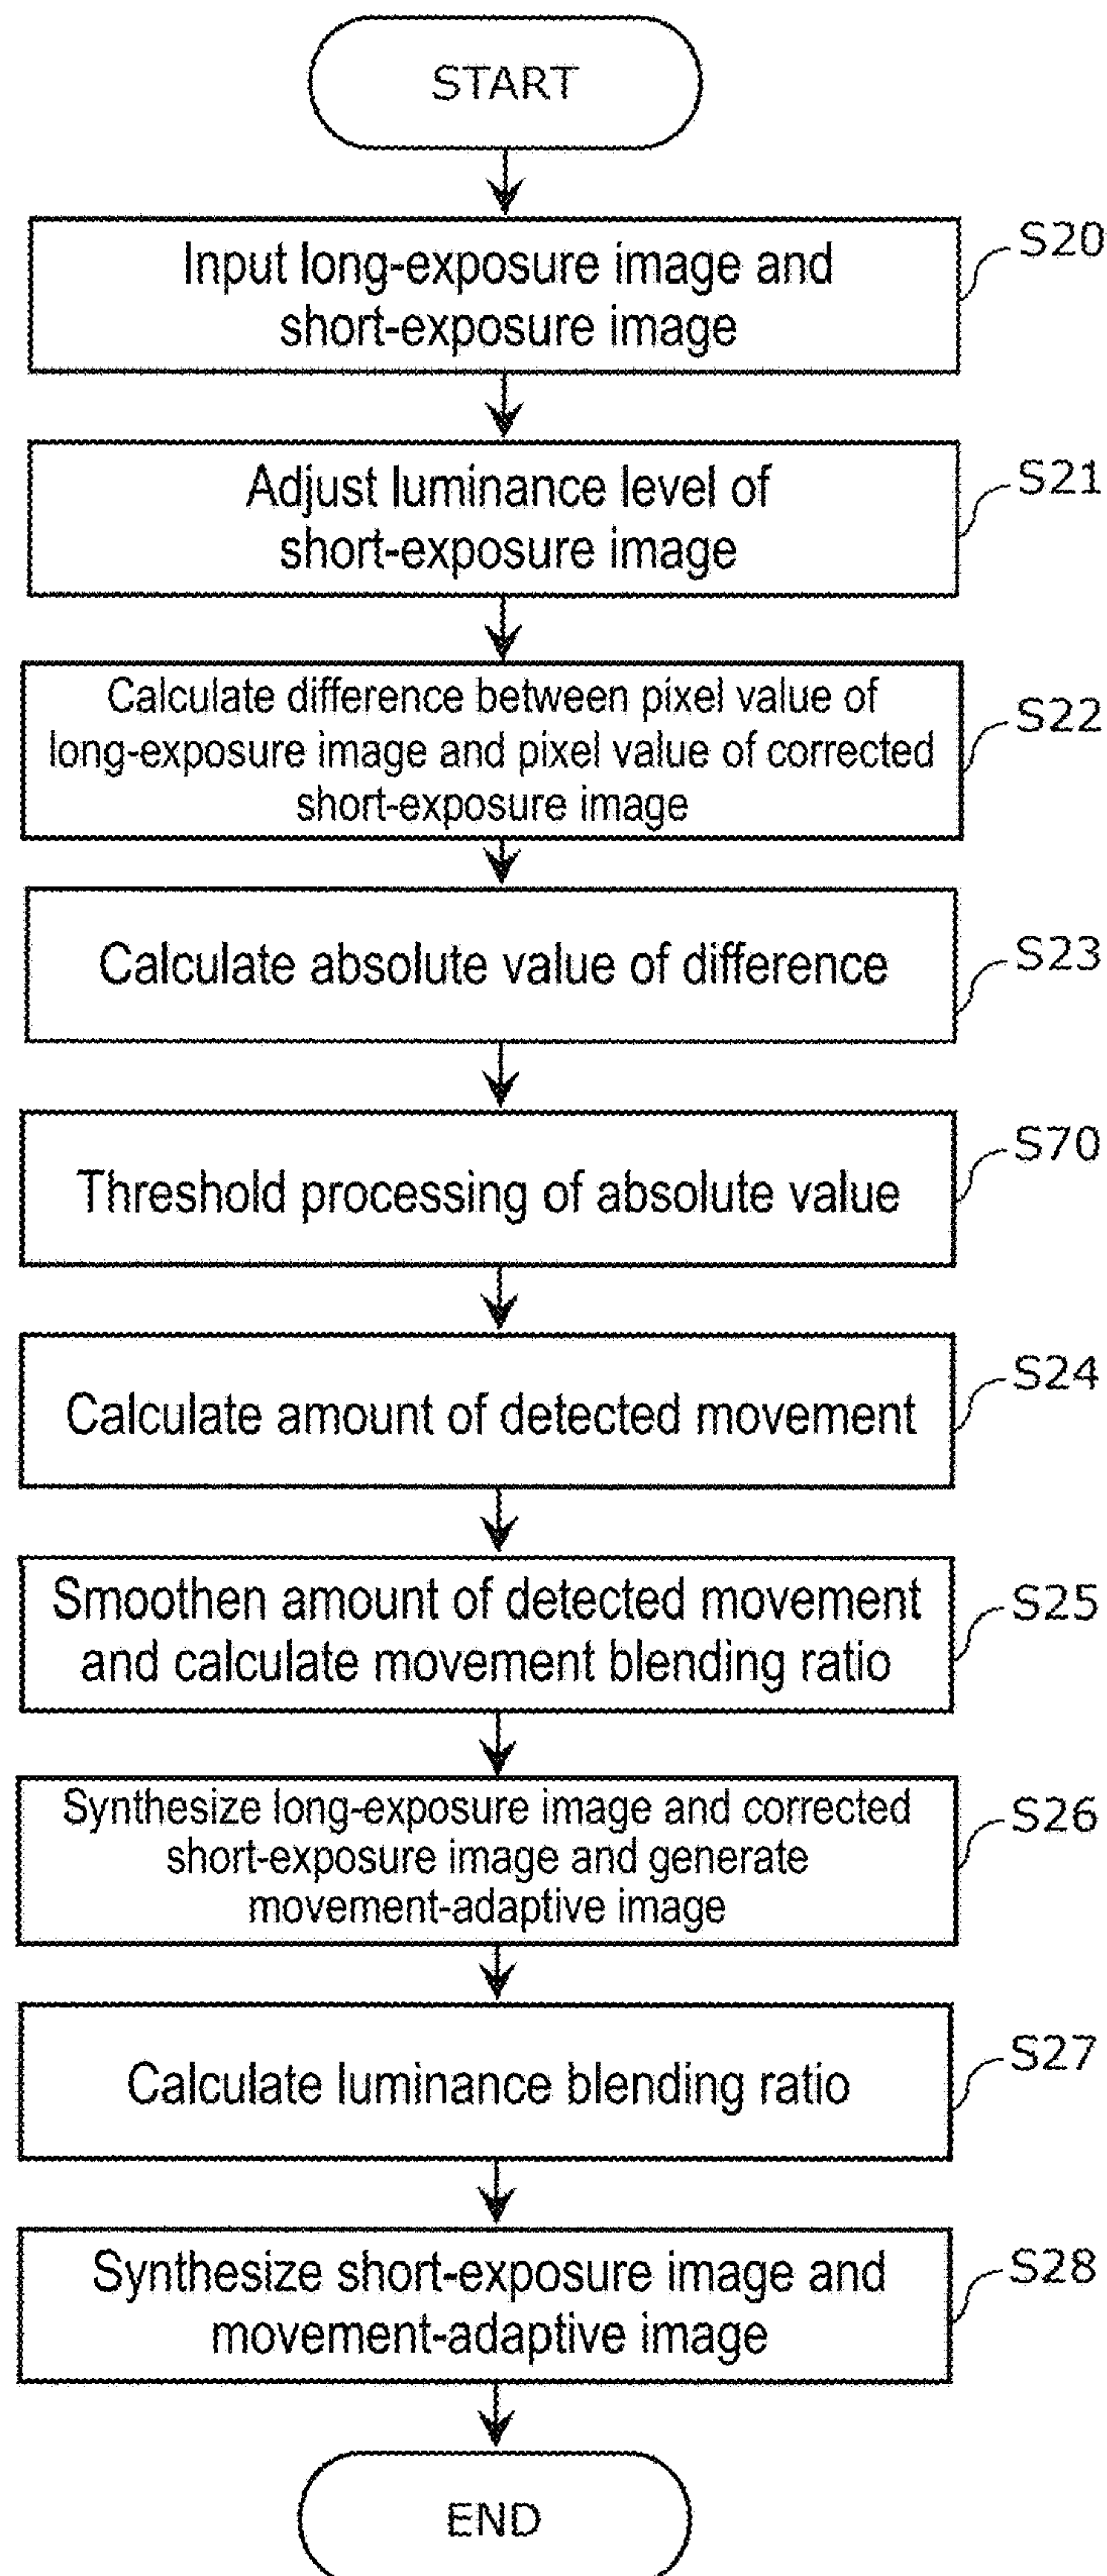 START
Input long-exposure image and
short-exposure image
S20
Adjust luminance level of
short-exposure image
S21
Calculate difference between pixel value of
long-exposure image and pixel value of corrected
short-exposure image
S22
Calculate absolute value of difference
S23
Threshold processing of absolute value
S70
Calculate amount of detected movement
S24
Smoothen amount of detected movement
and calculate movement blending ratio
S25
Synthesize long-exposure image and corrected
short-exposure image and generate
movement-adaptive image
S26
Calculate luminance blending ratio
S27
Synthesize short-exposure image and
movement-adaptive image
S28
END